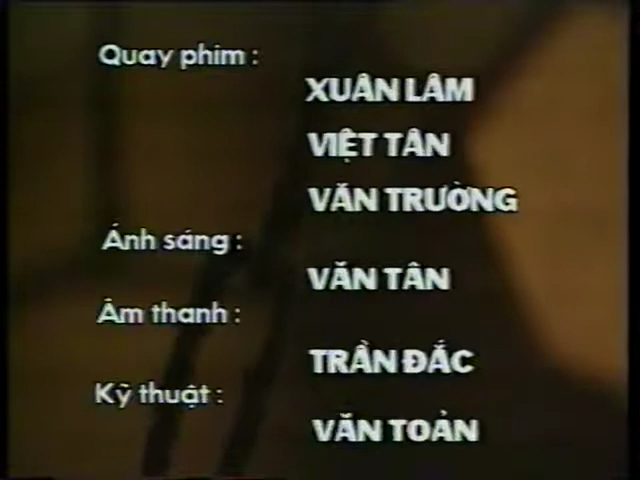 Quay phim :
XUÂN LÂM
VIỆT TÂN
VĂN TRƯỜNG
Ánh sáng :
VĂN TÂN
Âm thanh :
TRẦN ĐẮC
Kỹ thuật :
VĂN TOẢN